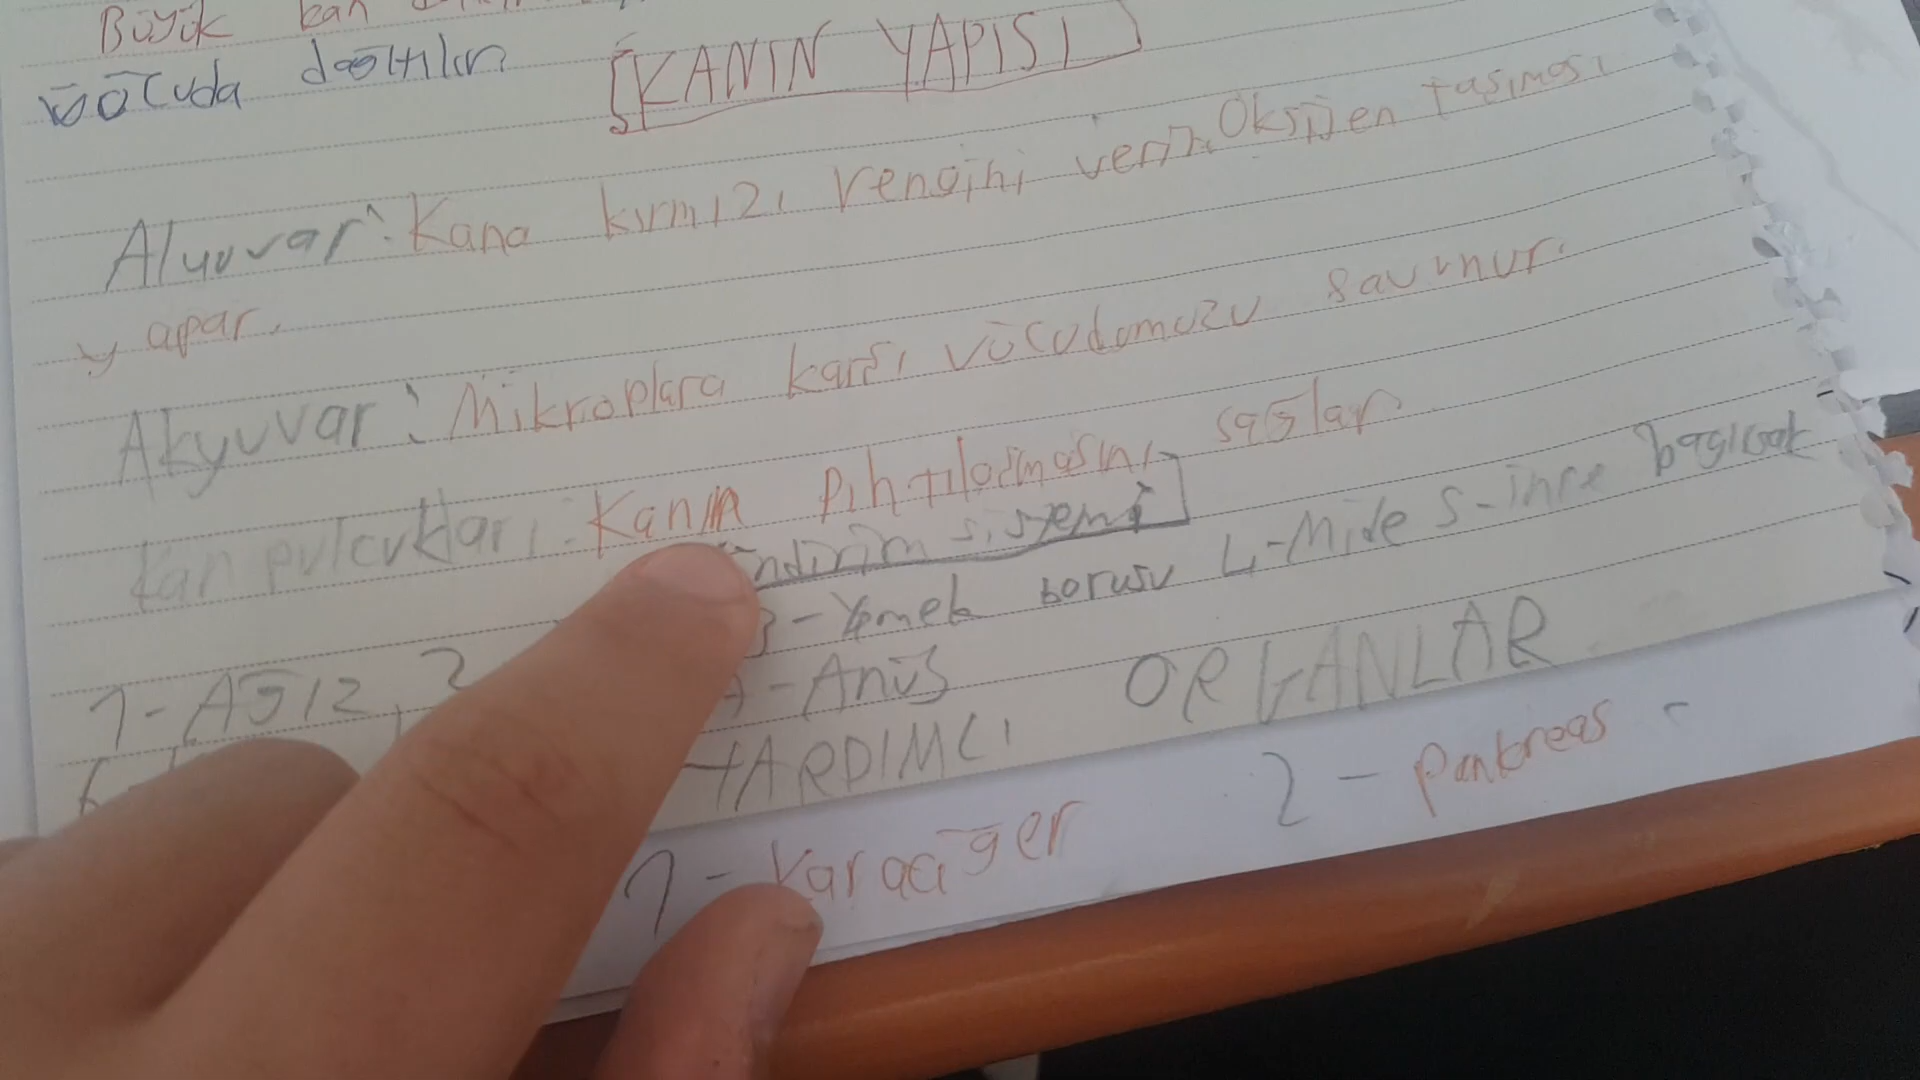 Büyük kan
vücuda dağıtılır
KANIN YAPISI
Alyuvar: Kana kırmızı rengini verir. Oksijen taşıması
yapar.
Akyuvar: Mikroplara karşı vücudumuzu savunur.
Kan pulcukları: Kanın pıhtılaşmasını sağlar
sistemi
1-Ağız, 2 3-Yemek borusu 4-Mide 5-ince bağırsak
-Anüs
YARDIMCI ORGANLAR
1-Karaciğer 2-Pankreas